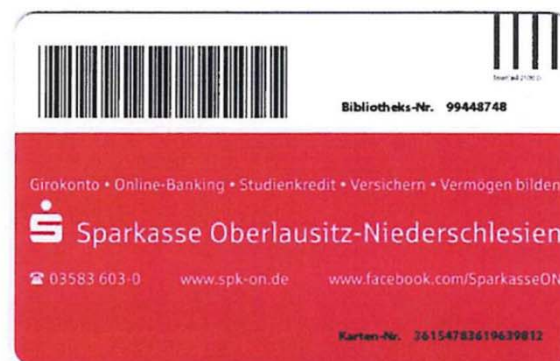 Bibliotheks-Nr. 99448748
Girokonto • Online-Banking • Studienkredit • Versichern • Vermögen bilden
Sparkasse Oberlausitz-Niederschlesien
☎ 03583 603-0 www.spk-on.de www.facebook.com/SparkasseON
Karten-Nr. 36154783619639812